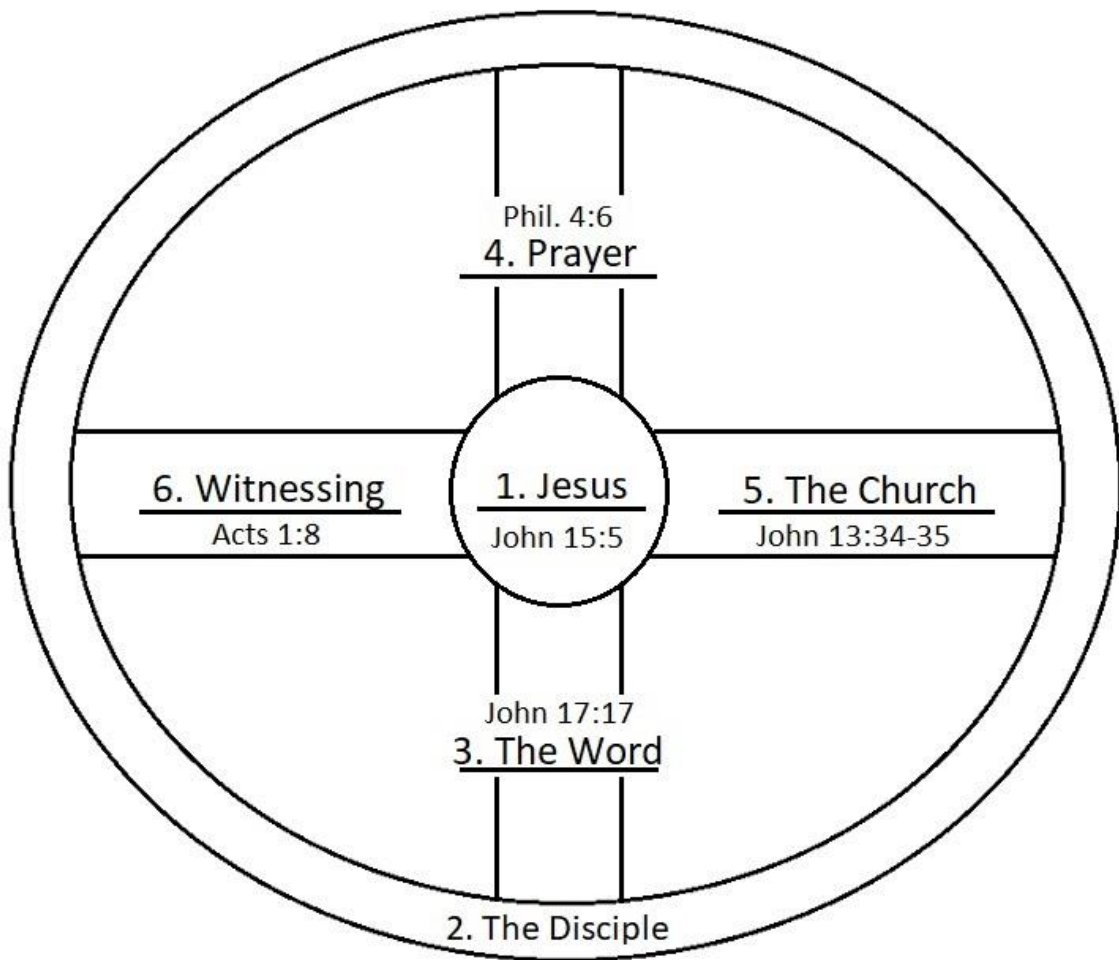 Phil. 4:6
4. Prayer
6. Witnessing
Acts 1:8
1. Jesus
John 15:5
5. The Church
John 13:34-35
John 17:17
3. The Word
2. The Disciple